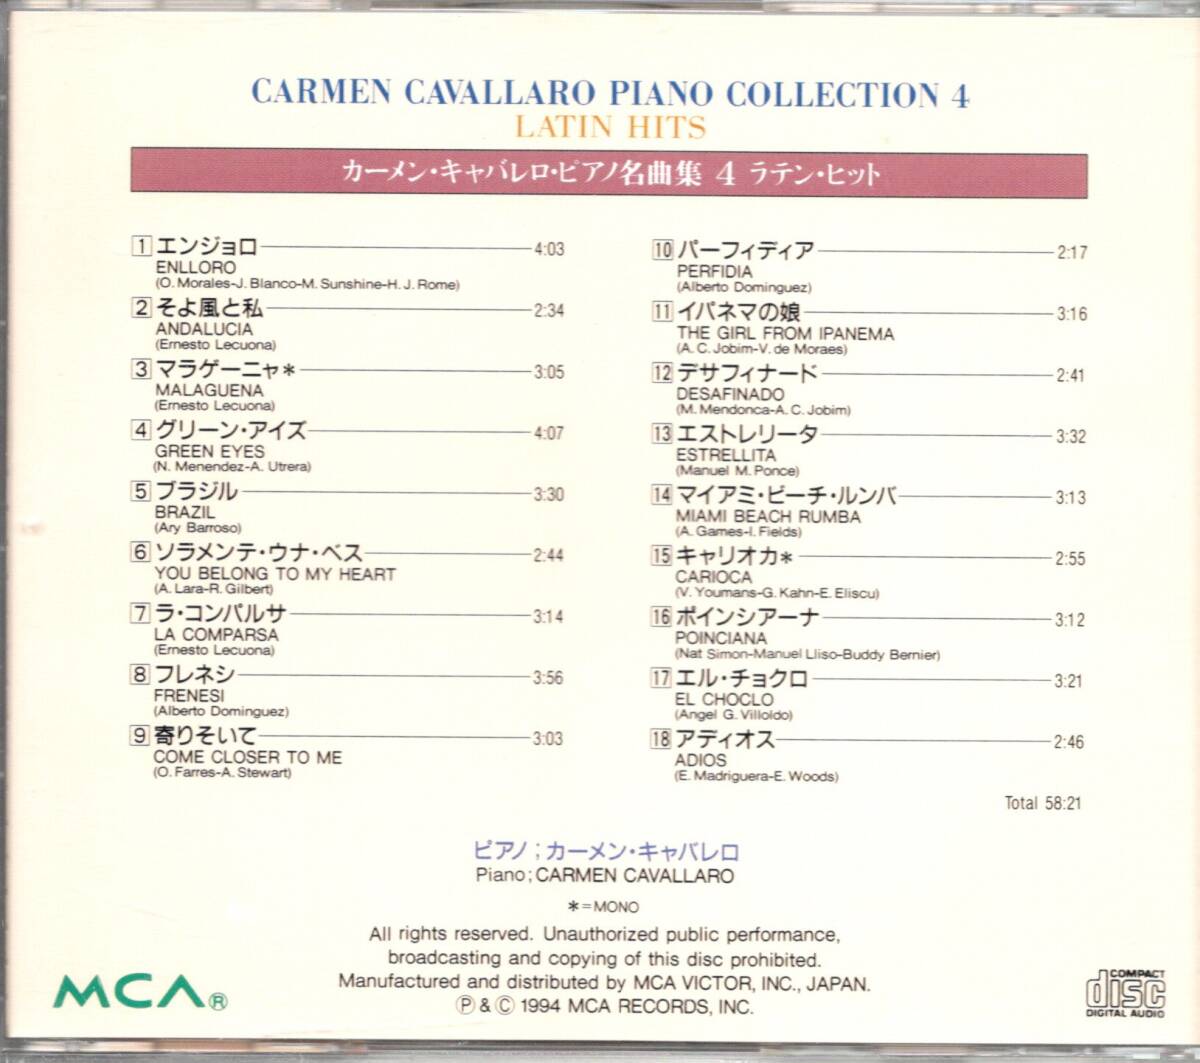 CARMEN CAVALLARO PIANO COLLECTION 4
LATIN HITS
カーメン・キャバレロ・ピアノ名曲集 4 ラテン・ヒット
1 エンジョロ 4:03
ENLLORO
(O. Morales-J. Blanco-M. Sunshine-H. J. Rome)
2 そよ風と私 2:34
ANDALUCIA
(Ernesto Lecuona)
3 マラゲーニャ* 3:05
MALAGUENA
(Ernesto Lecuona)
4 グリーン・アイズ 4:07
GREEN EYES
(N. Menendez-A. Utrera)
5 ブラジル 3:30
BRAZIL
(Ary Barroso)
6 ソラメンテ・ウナ・ベス 2:44
YOU BELONG TO MY HEART
(A. Lara-R. Gilbert)
7 ラ・コンパルサ 3:14
LA COMPARSA
(Ernesto Lecuona)
8 フレネシ 3:56
FRENESI
(Alberto Dominguez)
9 寄りそいて 3:03
COME CLOSER TO ME
(O. Farres-A. Stewart)
10 パーフィディア 2:17
PERFIDIA
(Alberto Dominguez)
11 イパネマの娘 3:16
THE GIRL FROM IPANEMA
(A. C. Jobim-V. de Moraes)
12 デサフィナード 2:41
DESAFINADO
(M. Mendonca-A. C. Jobim)
13 エストレリータ 3:32
ESTRELLITA
(Manuel M. Ponce)
14 マイアミ・ビーチ・ルンバ 3:13
MIAMI BEACH RUMBA
(A. Games-I. Fields)
15 キャリオカ* 2:55
CARIOCA
(V. Youmans-G. Kahn-E. Eliscu)
16 ポインシアーナ 3:12
POINCIANA
(Nat Simon-Manuel Lliso-Buddy Bernier)
17 エル・チョクロ 3:21
EL CHOCLO
(Angel G. Villoldo)
18 アディオス 2:46
ADIOS
(E. Madriguera-E. Woods)
Total 58:21
ピアノ；カーメン・キャバレロ
Piano; CARMEN CAVALLARO
*=MONO
All rights reserved. Unauthorized public performance,
broadcasting and copying of this disc prohibited.
Manufactured and distributed by MCA VICTOR, INC., JAPAN.
Ⓟ & © 1994 MCA RECORDS, INC.
MCA®
COMPACT
disc
DIGITAL AUDIO